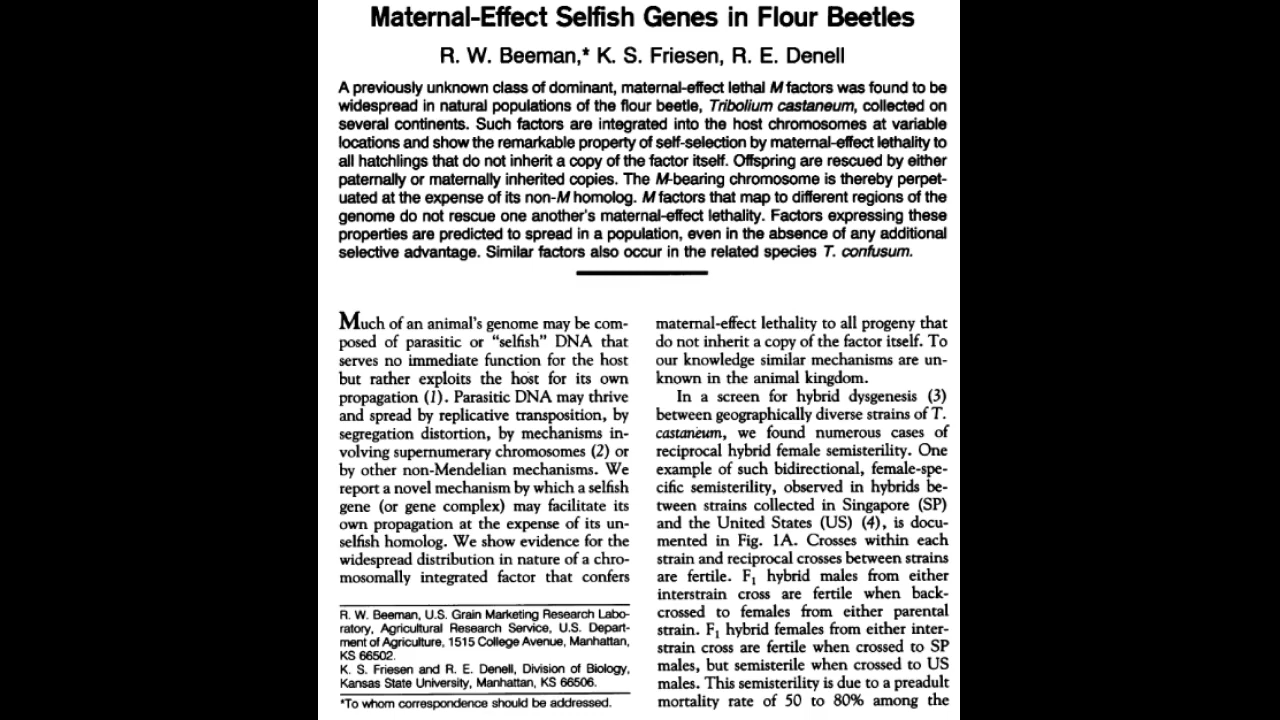 Maternal-Effect Selfish Genes in Flour Beetles
R. W. Beeman,* K. S. Friesen, R. E. Denell
A previously unknown class of dominant, maternal-effect lethal M factors was found to be
widespread in natural populations of the flour beetle, Tribolium castaneum, collected on
several continents. Such factors are integrated into the host chromosomes at variable
locations and show the remarkable property of self-selection by maternal-effect lethality to
all hatchlings that do not inherit a copy of the factor itself. Offspring are rescued by either
paternally or maternally inherited copies. The M-bearing chromosome is thereby perpet-
uated at the expense of its non-M homolog. M factors that map to different regions of the
genome do not rescue one another's maternal-effect lethality. Factors expressing these
properties are predicted to spread in a population, even in the absence of any additional
selective advantage. Similar factors also occur in the related species T. confusum.
Much of an animal's genome may be com-
posed of parasitic or “selfish” DNA that
serves no immediate function for the host
but rather exploits the host for its own
propagation (1). Parasitic DNA may thrive
and spread by replicative transposition, by
segregation distortion, by mechanisms in-
volving supernumerary chromosomes (2) or
by other non-Mendelian mechanisms. We
report a novel mechanism by which a selfish
gene (or gene complex) may facilitate its
own propagation at the expense of its un-
selfish homolog. We show evidence for the
widespread distribution in nature of a chro-
mosomally integrated factor that confers
R. W. Beeman, U.S. Grain Marketing Research Labo-
ratory, Agricultural Research Service, U.S. Depart-
ment of Agriculture, 1515 College Avenue, Manhattan,
KS 66502.
K. S. Friesen and R. E. Denell, Division of Biology,
Kansas State University, Manhattan, KS 66506.
*To whom correspondence should be addressed.
maternal-effect lethality to all progeny that
do not inherit a copy of the factor itself. To
our knowledge similar mechanisms are un-
known in the animal kingdom.
In a screen for hybrid dysgenesis (3)
between geographically diverse strains of T.
castaneum, we found numerous cases of
reciprocal hybrid female semisterility. One
example of such bidirectional, female-spe-
cific semisterility, observed in hybrids be-
tween strains collected in Singapore (SP)
and the United States (US) (4), is docu-
mented in Fig. 1A. Crosses within each
strain and reciprocal crosses between strains
are fertile. F₁ hybrid males from either
interstrain cross are fertile when back-
crossed to females from either parental
strain. F₁ hybrid females from either inter-
strain cross are fertile when crossed to SP
males, but semisterile when crossed to US
males. This semisterility is due to a preadult
mortality rate of 50 to 80% among the